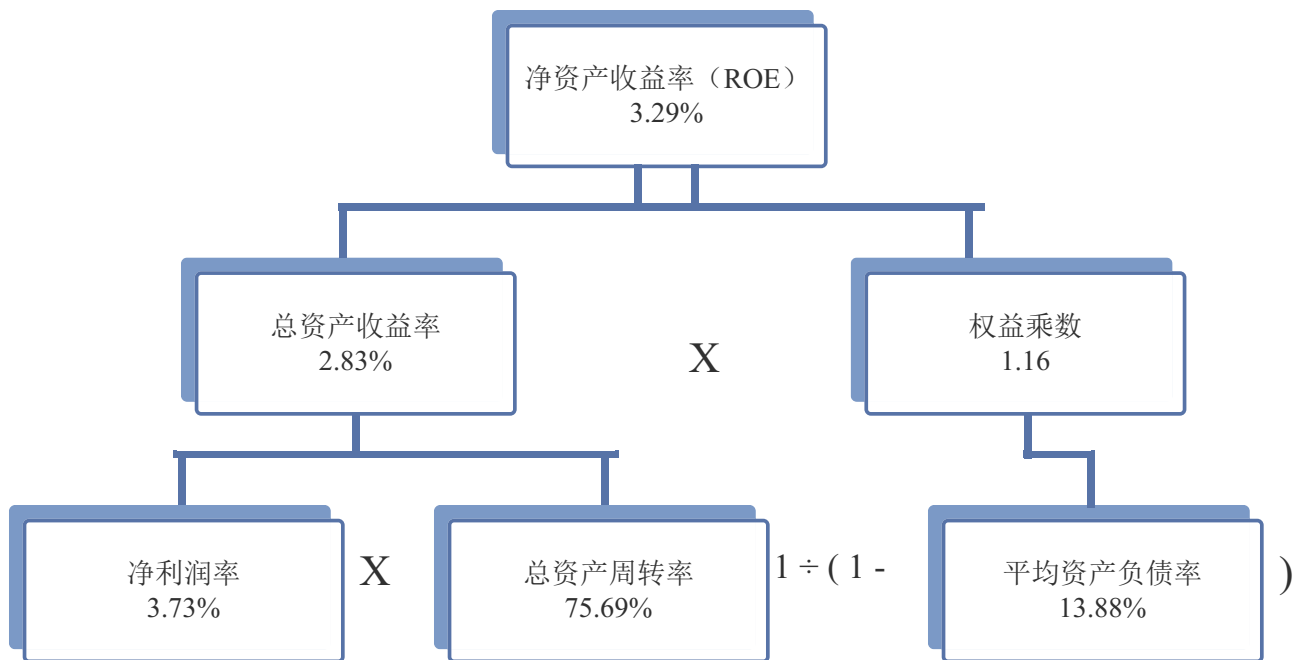 净资产收益率（ROE）
3.29%
总资产收益率
2.83%
X
权益乘数
1.16
净利润率
3.73%
X
总资产周转率
75.69%
1 ÷ ( 1 -
平均资产负债率
13.88%
)